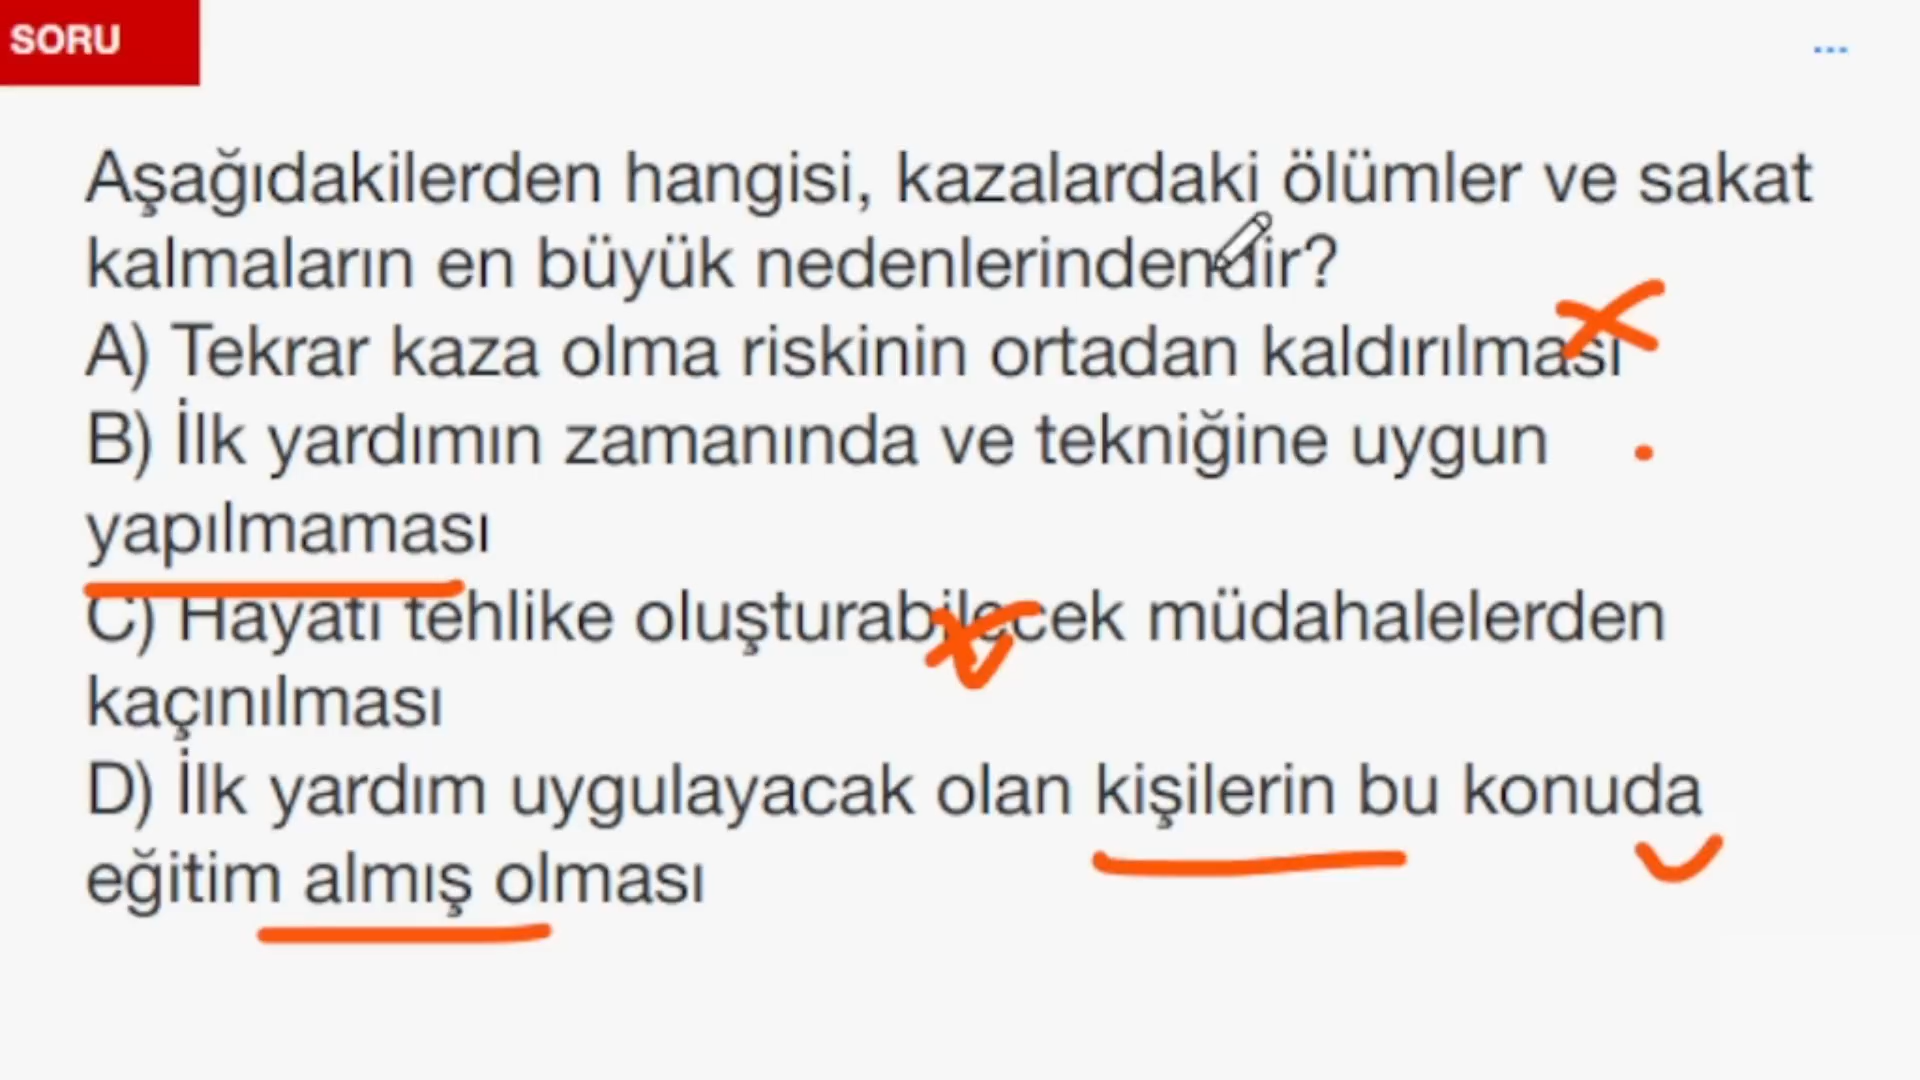 SORU
Aşağıdakilerden hangisi, kazalardaki ölümler ve sakat
kalmaların en büyük nedenlerindendir?
A) Tekrar kaza olma riskinin ortadan kaldırılması
B) İlk yardımın zamanında ve tekniğine uygun
yapılmaması
C) Hayati tehlike oluşturabilecek müdahalelerden
kaçınılması
D) İlk yardım uygulayacak olan kişilerin bu konuda
eğitim almış olması